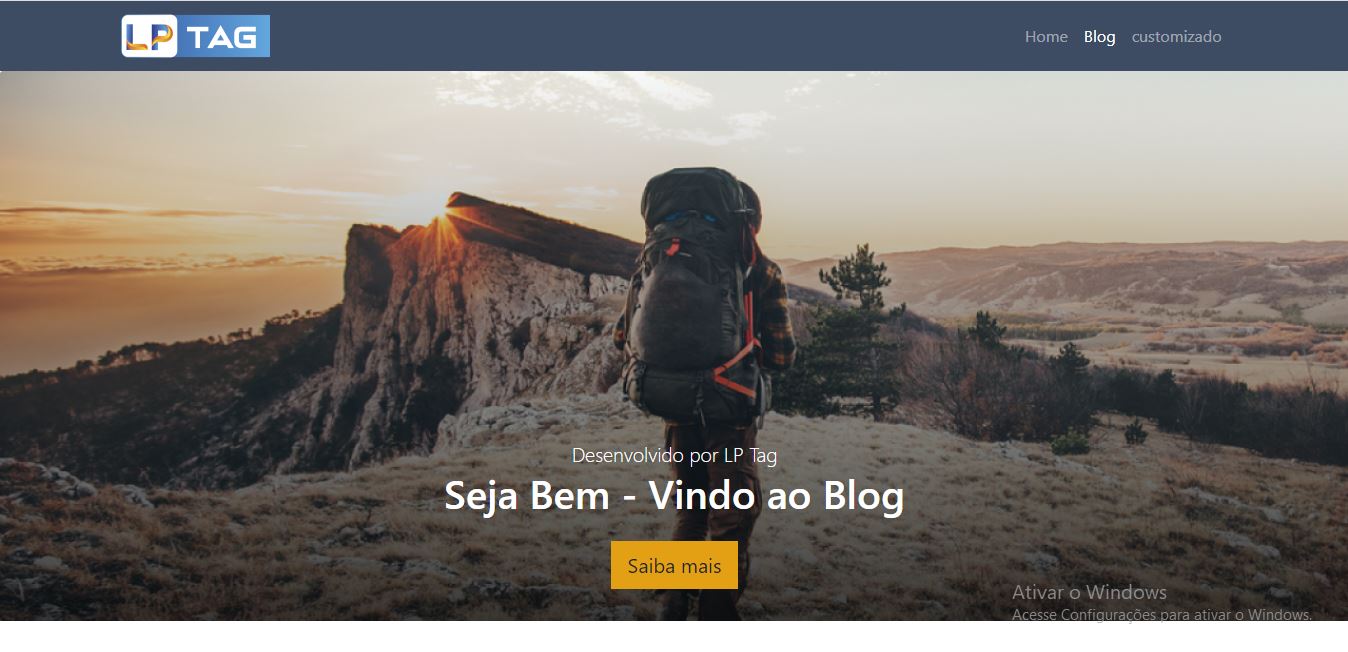 LP TAG
Home Blog customizado
Desenvolvido por LP Tag
Seja Bem - Vindo ao Blog
Saiba mais
Ativar o Windows
Acesse Configurações para ativar o Windows.